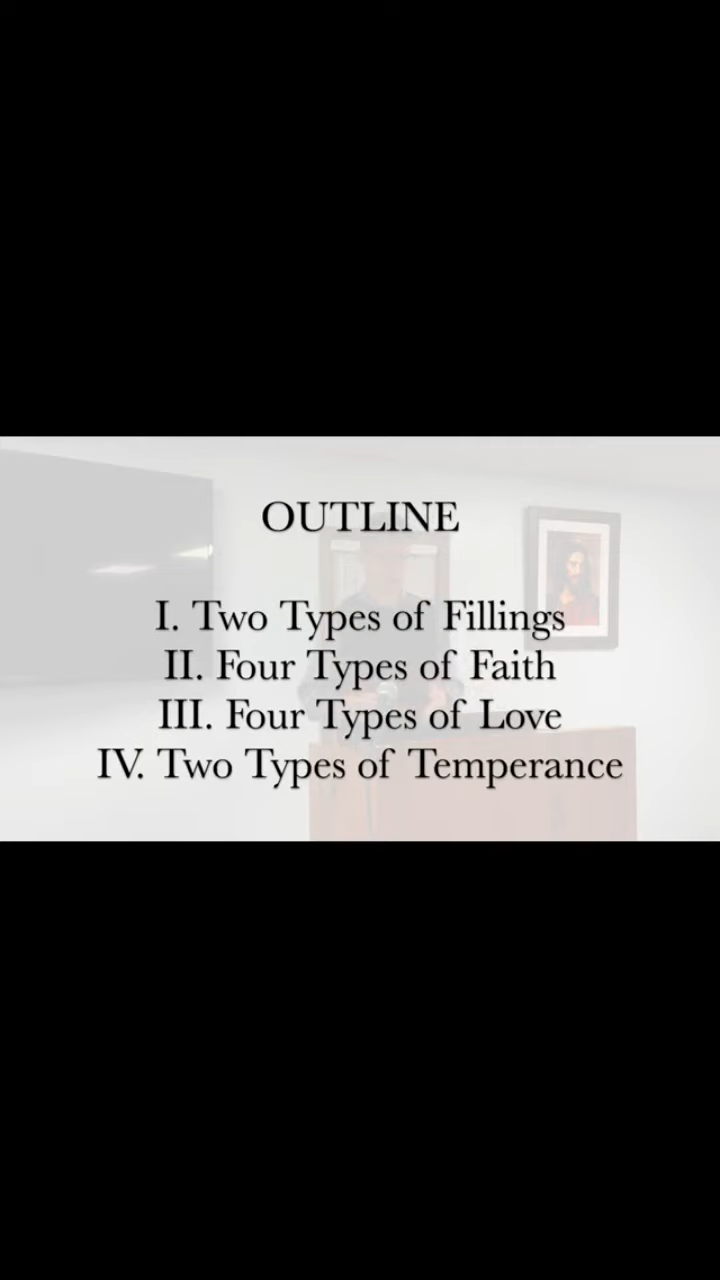 OUTLINE
I. Two Types of Fillings
II. Four Types of Faith
III. Four Types of Love
IV. Two Types of Temperance